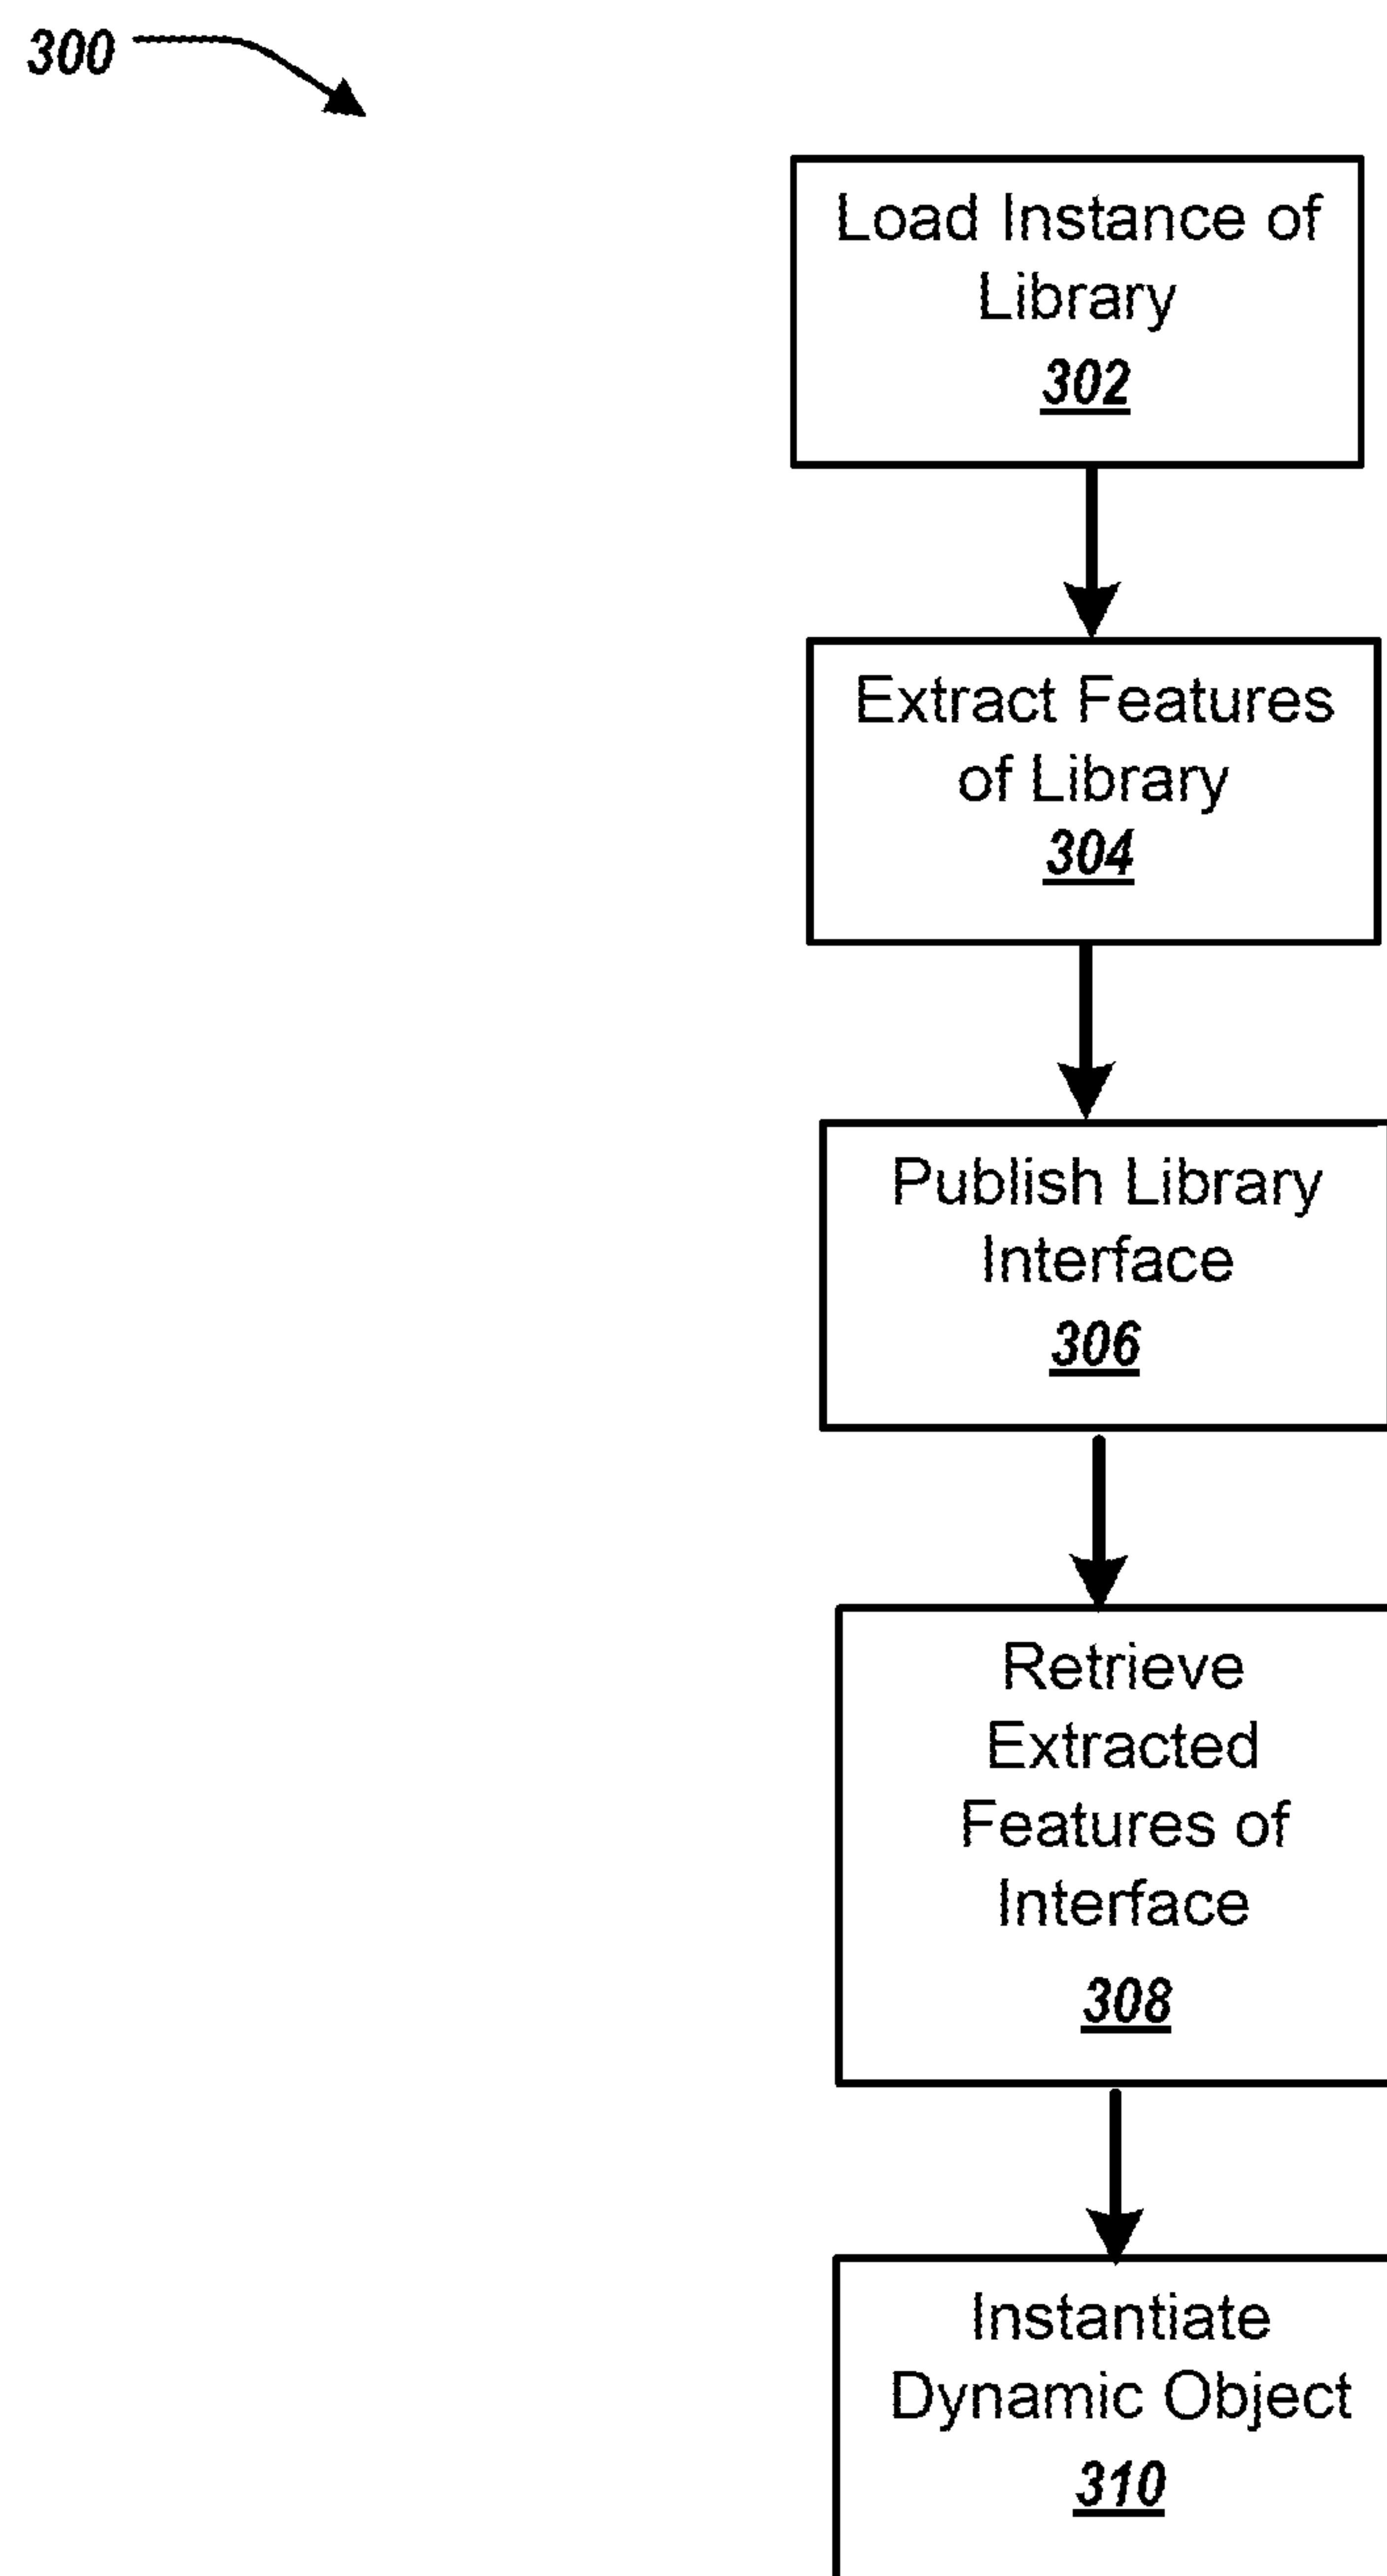 300
Load Instance of
Library
302
Extract Features
of Library
304
Publish Library
Interface
306
Retrieve
Extracted
Features of
Interface
308
Instantiate
Dynamic Object
310